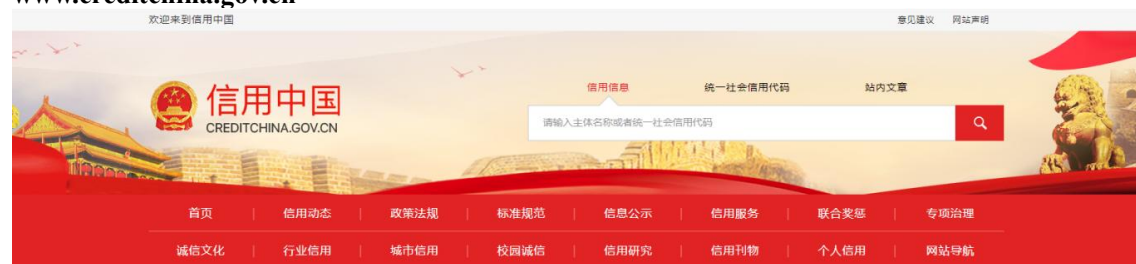 www.creditchina.gov.cn
欢迎来到信用中国 意见建议 网站声明
信用信息 统一社会信用代码 站内文章
信用中国
CREDITCHINA.GOV.CN
请输入主体名称或者统一社会信用代码
首页 | 信用动态 | 政策法规 | 标准规范 | 信息公示 | 信用服务 | 联合奖惩 | 专项治理
诚信文化 | 行业信用 | 城市信用 | 校园诚信 | 信用研究 | 信用刊物 | 个人信用 | 网站导航